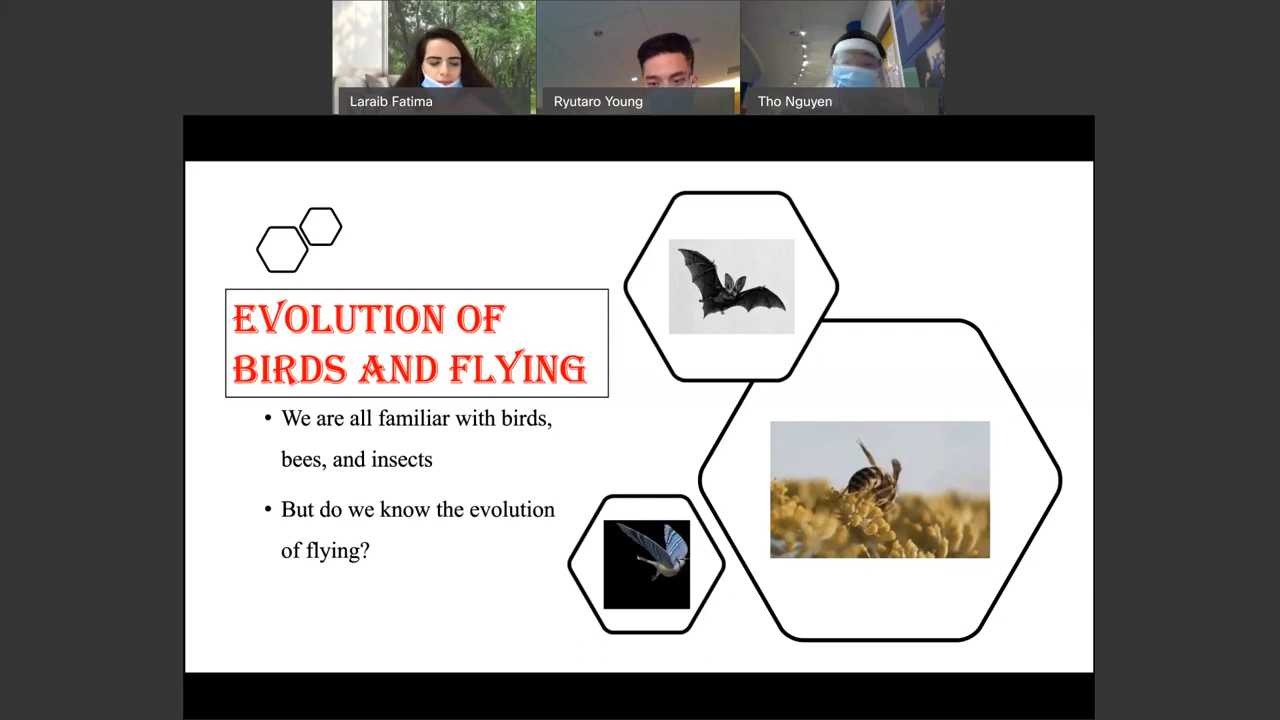 Laraib Fatima
Ryutaro Young
Tho Nguyen
EVOLUTION OF
BIRDS AND FLYING
• We are all familiar with birds,
bees, and insects
• But do we know the evolution
of flying?